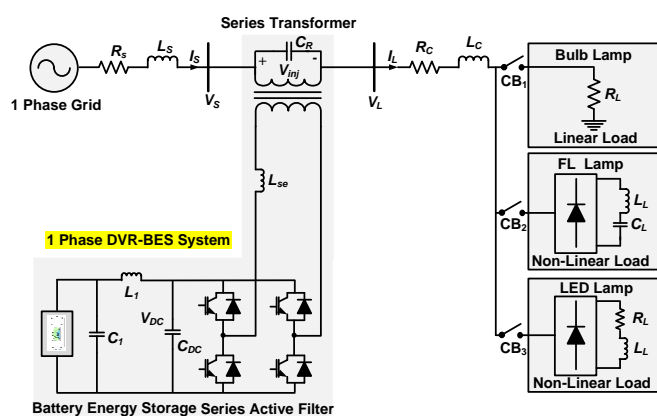 Series Transformer
R_s
L_S
I_S
C_R
+ V_inj -
I_L
R_C
L_C
V_S
V_L
1 Phase Grid
CB_1
Bulb Lamp
R_L
Linear Load
CB_2
FL Lamp
L_L
C_L
Non-Linear Load
CB_3
LED Lamp
R_L
L_L
Non-Linear Load
L_se
1 Phase DVR-BES System
L_1
C_1
V_DC
C_DC
Battery Energy Storage Series Active Filter